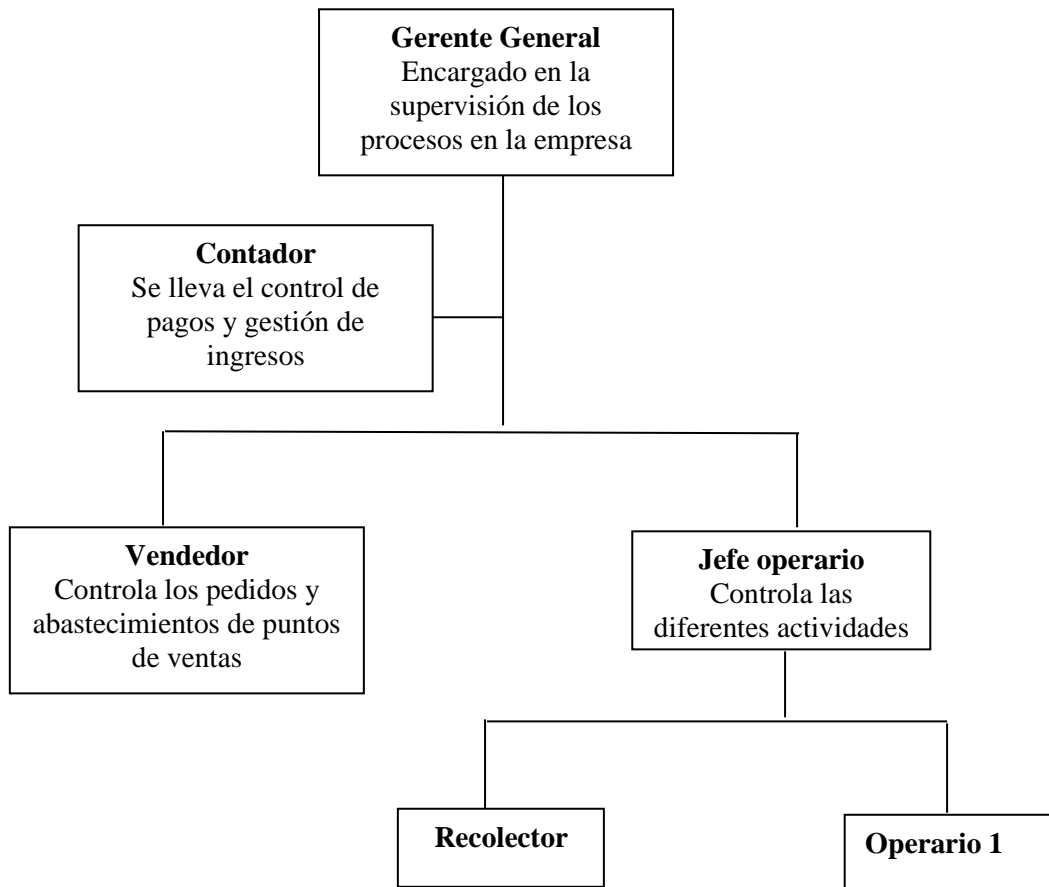 Gerente General
Encargado en la
supervisión de los
procesos en la empresa
Contador
Se lleva el control de
pagos y gestión de
ingresos
Vendedor
Controla los pedidos y
abastecimientos de puntos
de ventas
Jefe operario
Controla las
diferentes actividades
Recolector
Operario 1